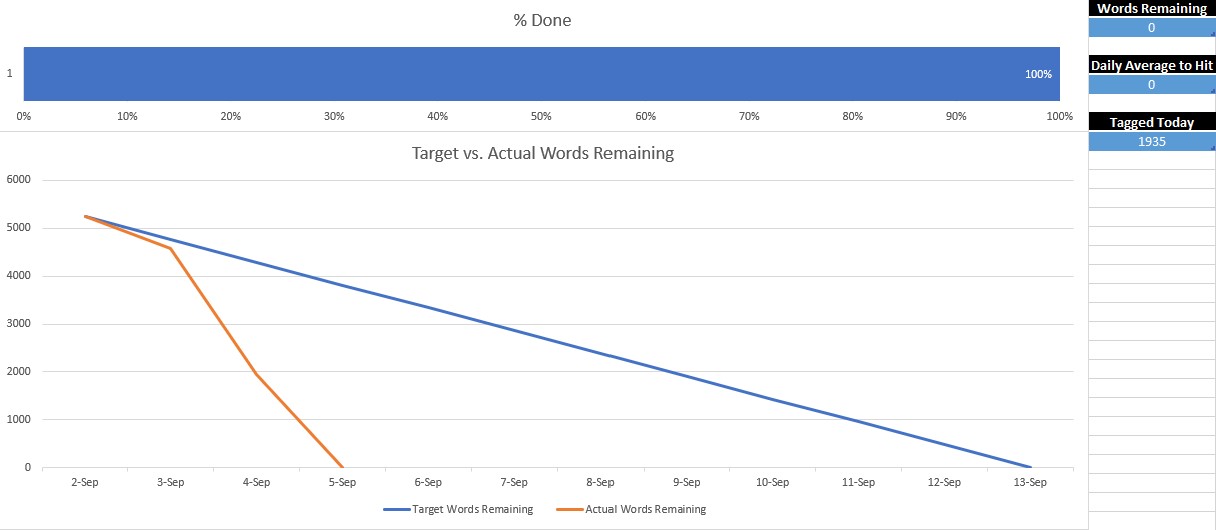 % Done
1
100%
0% 10% 20% 30% 40% 50% 60% 70% 80% 90% 100%
Target vs. Actual Words Remaining
6000
5000
4000
3000
2000
1000
0
2-Sep 3-Sep 4-Sep 5-Sep 6-Sep 7-Sep 8-Sep 9-Sep 10-Sep 11-Sep 12-Sep 13-Sep
Target Words Remaining Actual Words Remaining
Words Remaining
0
Daily Average to Hit
0
Tagged Today
1935